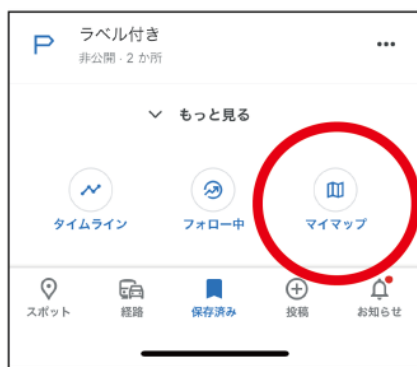 ラベル付き
非公開・2 か所
もっと見る
タイムライン
フォロー中
マイマップ
スポット
経路
保存済み
投稿
お知らせ